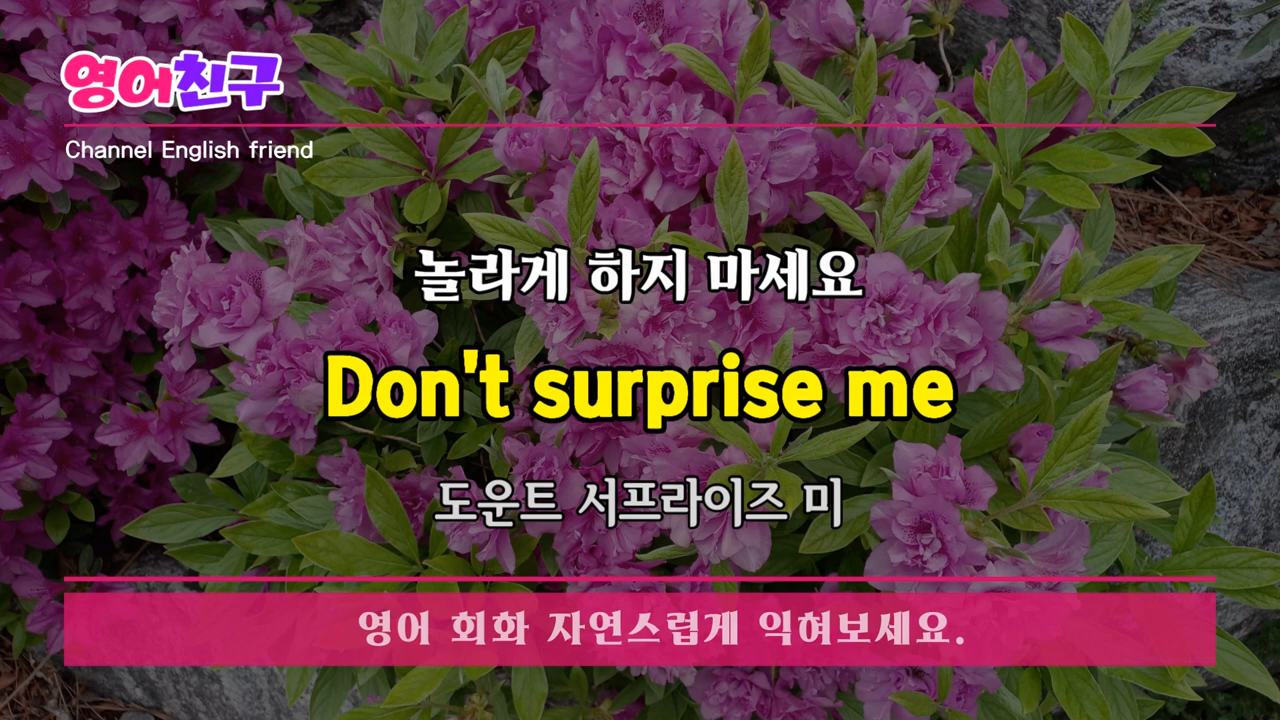 영어친구
Channel English friend
놀라게 하지 마세요
Don't surprise me
도운트 서프라이즈 미
영어 회화 자연스럽게 익혀보세요.